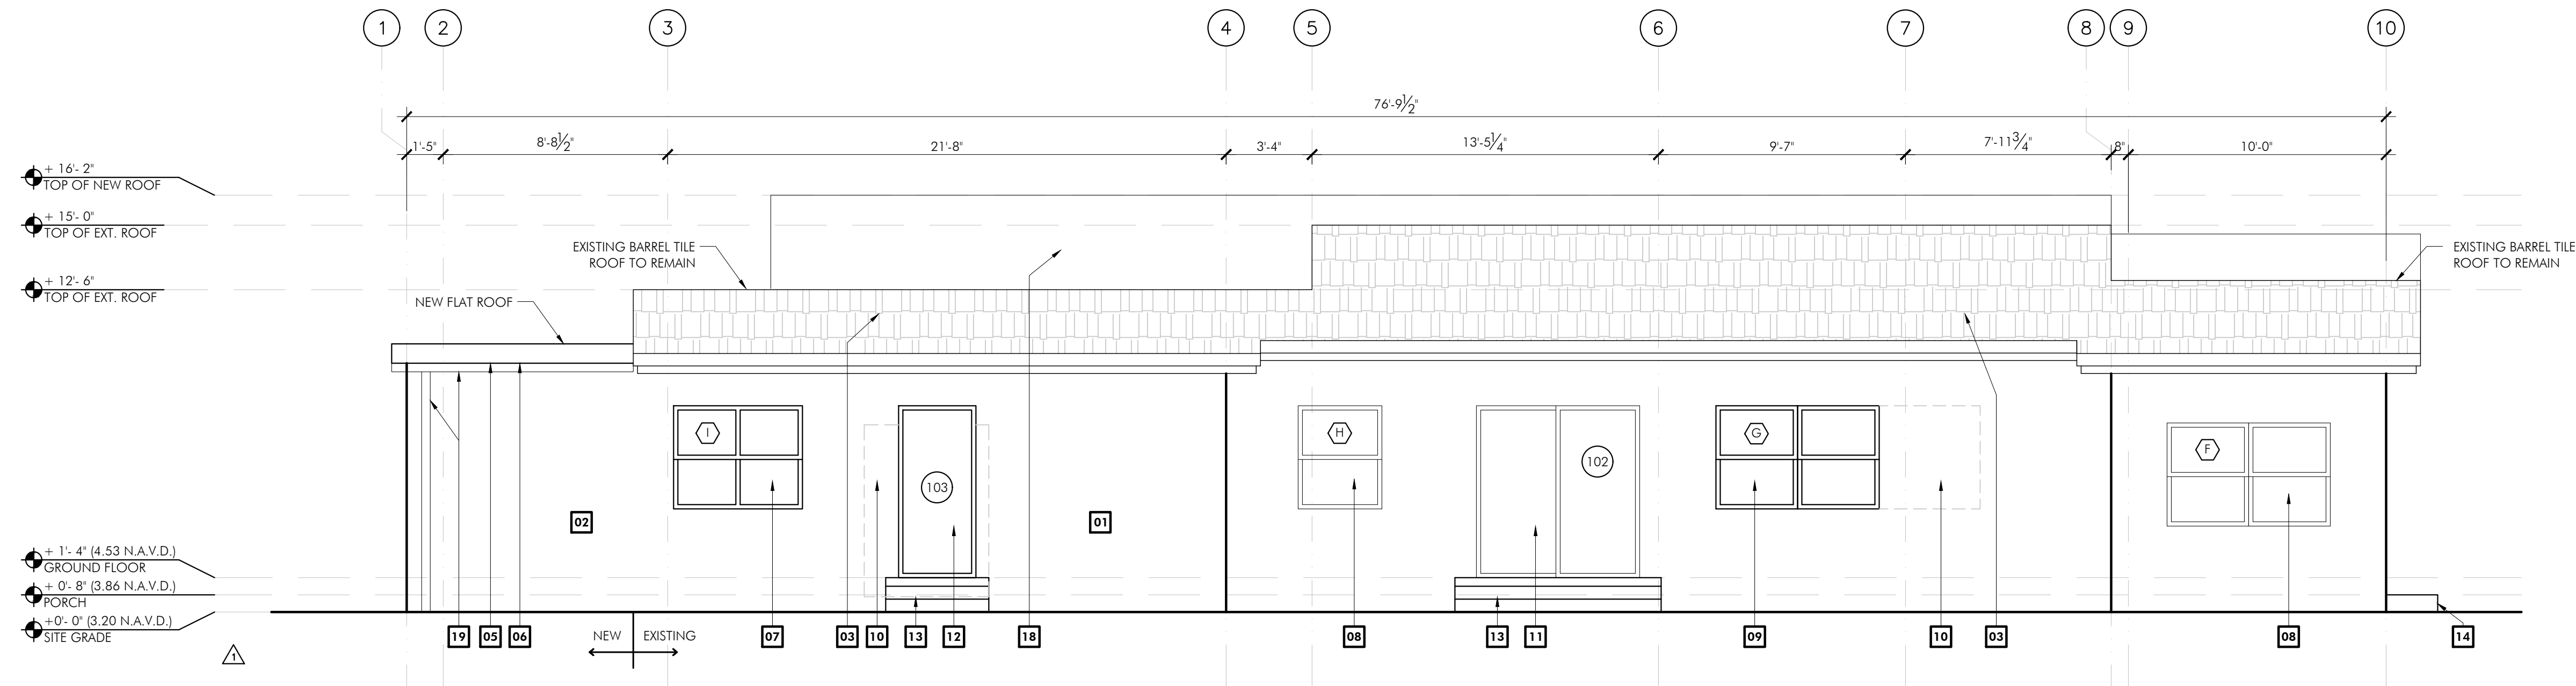 1 2 3 4 5 6 7 8 9 10
76'-9½"
1'-5" 8'-8½" 21'-8" 3'-4" 13'-5¼" 9'-7" 7'-11¾" 8" 10'-0"
+ 16'- 2"
TOP OF NEW ROOF
+ 15'- 0"
TOP OF EXT. ROOF
+ 12'- 6"
TOP OF EXT. ROOF
EXISTING BARREL TILE
ROOF TO REMAIN
NEW FLAT ROOF
EXISTING BARREL TILE
ROOF TO REMAIN
I
H
G
F
103
102
02
01
+ 1'- 4" (4.53 N.A.V.D.)
GROUND FLOOR
+ 0'- 8" (3.86 N.A.V.D.)
PORCH
+0'- 0" (3.20 N.A.V.D.)
SITE GRADE
1
19 05 06 NEW EXISTING 07 03 10 13 12 18 08 13 11 09 10 03 08 14